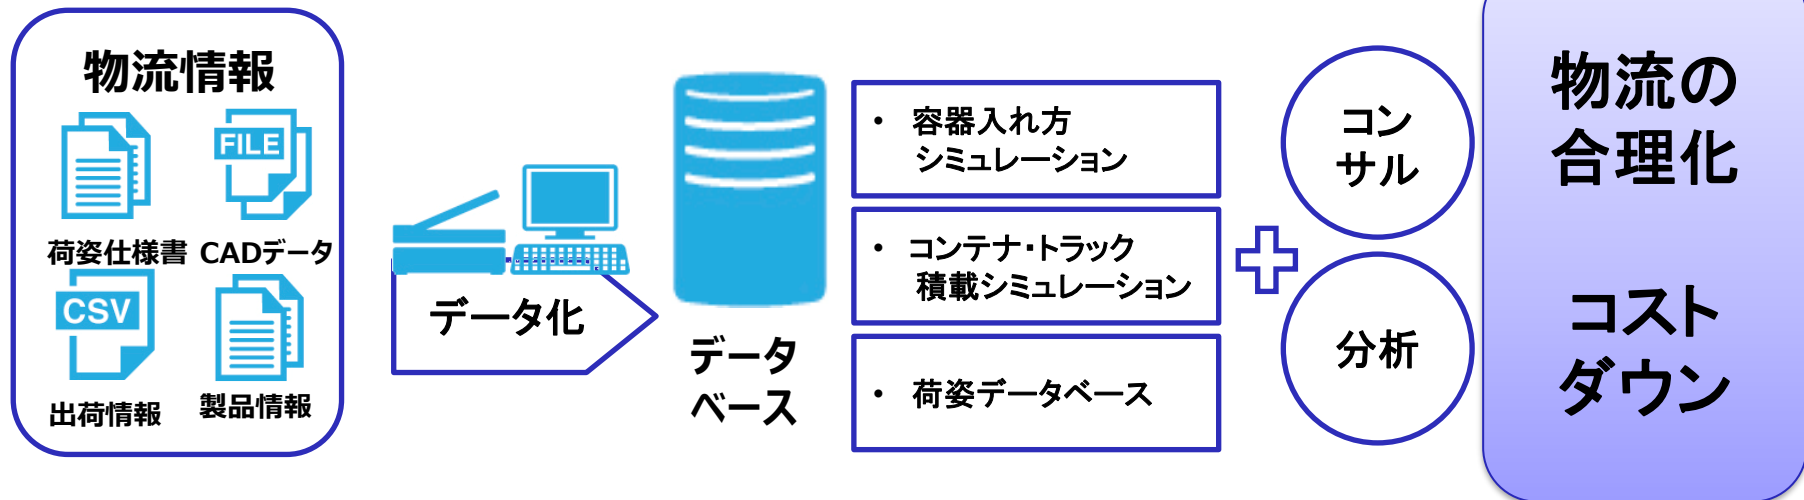 物流情報
FILE
荷姿仕様書
CADデータ
CSV
出荷情報
製品情報
データ化
データ
ベース
・ 容器入れ方
シミュレーション
・ コンテナ・トラック
積載シミュレーション
・ 荷姿データベース
コン
サル
分析
物流の
合理化
コスト
ダウン